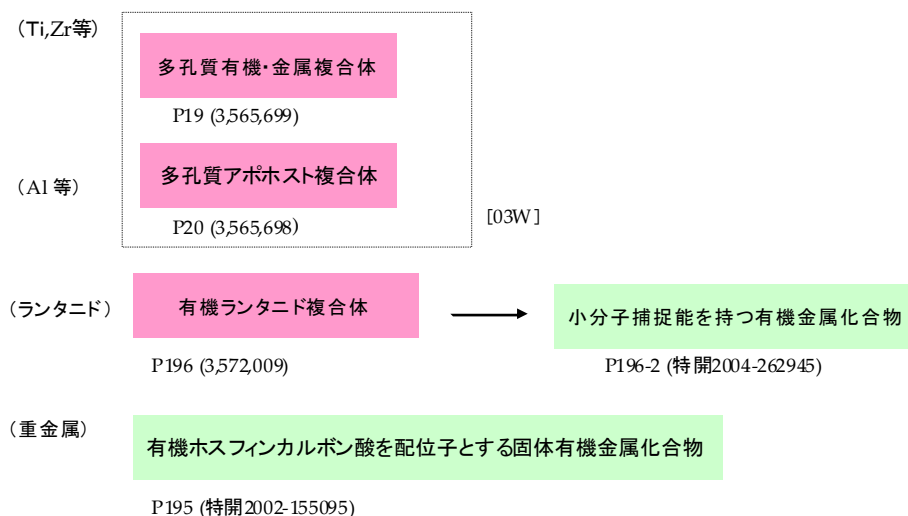 (Ti,Zr等)
多孔質有機・金属複合体
P19 (3,565,699)
多孔質アポホスト複合体
(Al 等)
P20 (3,565,698)
[03W]
(ランタニド)
有機ランタニド複合体
小分子捕捉能を持つ有機金属化合物
P196 (3,572,009)
P196-2 (特開2004-262945)
(重金属)
有機ホスフィンカルボン酸を配位子とする固体有機金属化合物
P195 (特開2002-155095)